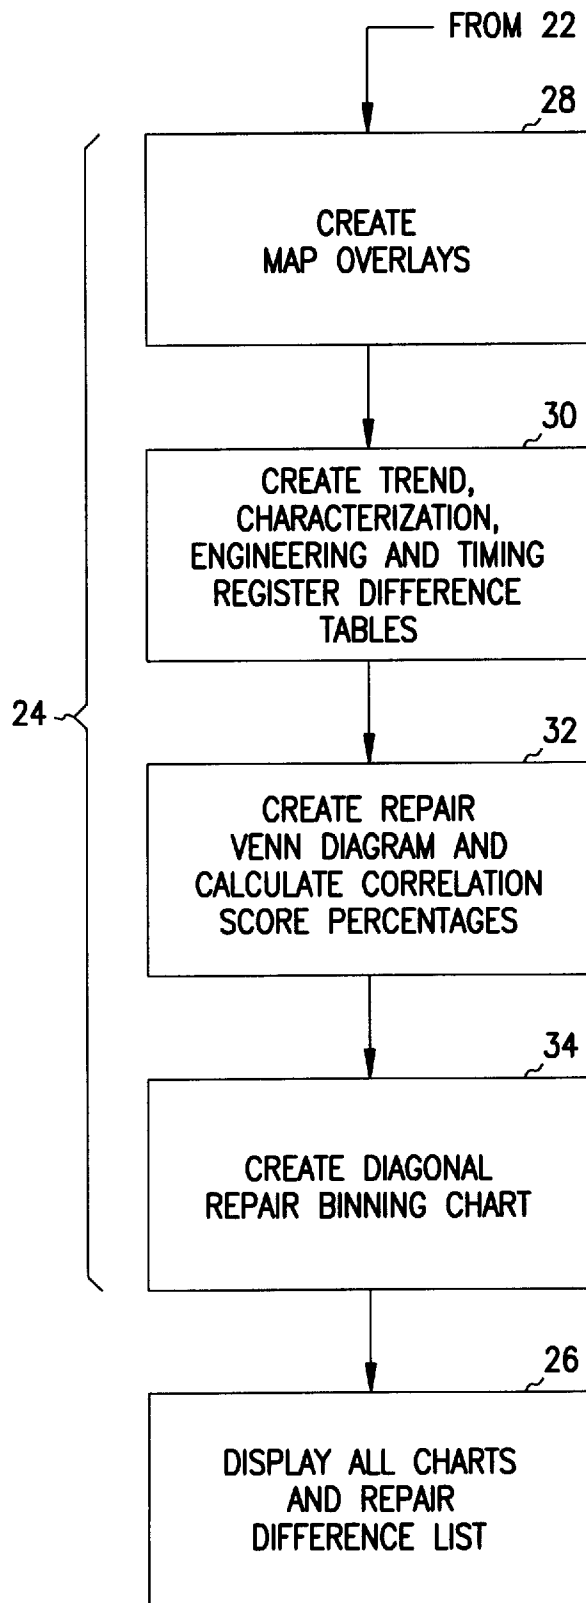 FROM 22
28
CREATE
MAP OVERLAYS
30
CREATE TREND,
CHARACTERIZATION,
ENGINEERING AND TIMING
REGISTER DIFFERENCE
TABLES
24
32
CREATE REPAIR
VENN DIAGRAM AND
CALCULATE CORRELATION
SCORE PERCENTAGES
34
CREATE DIAGONAL
REPAIR BINNING CHART
26
DISPLAY ALL CHARTS
AND REPAIR
DIFFERENCE LIST